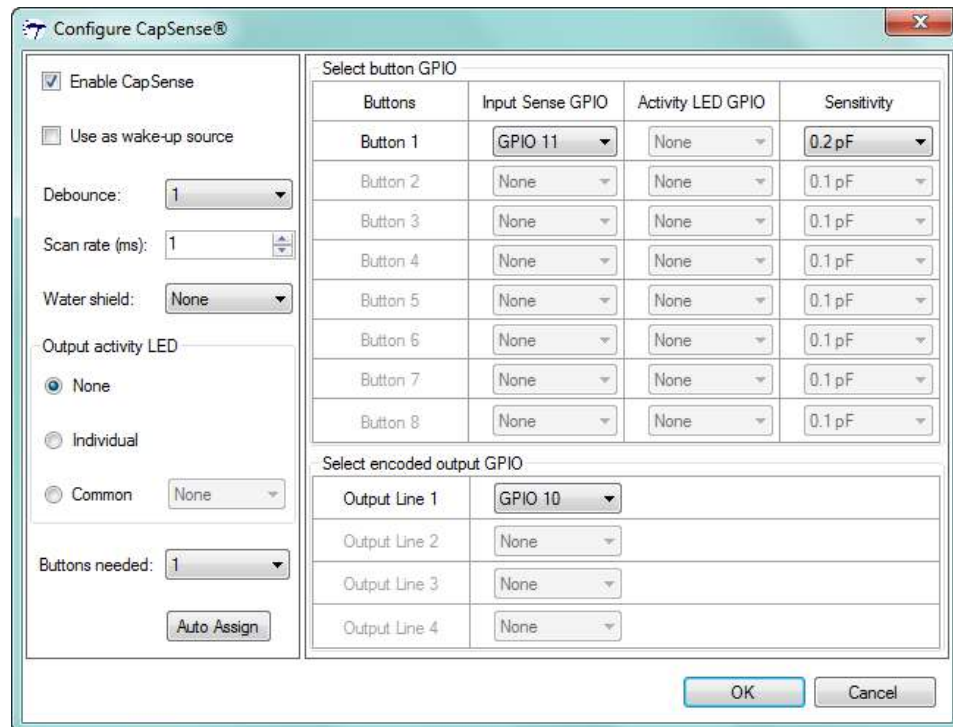 Configure CapSense®
Enable CapSense
Use as wake-up source
Debounce: 1
Scan rate (ms): 1
Water shield: None
Output activity LED
None
Individual
Common None
Buttons needed: 1
Auto Assign
Select button GPIO
Buttons Input Sense GPIO Activity LED GPIO Sensitivity
Button 1 GPIO 11 None 0.2 pF
Button 2 None None 0.1 pF
Button 3 None None 0.1 pF
Button 4 None None 0.1 pF
Button 5 None None 0.1 pF
Button 6 None None 0.1 pF
Button 7 None None 0.1 pF
Button 8 None None 0.1 pF
Select encoded output GPIO
Output Line 1 GPIO 10
Output Line 2 None
Output Line 3 None
Output Line 4 None
OK Cancel